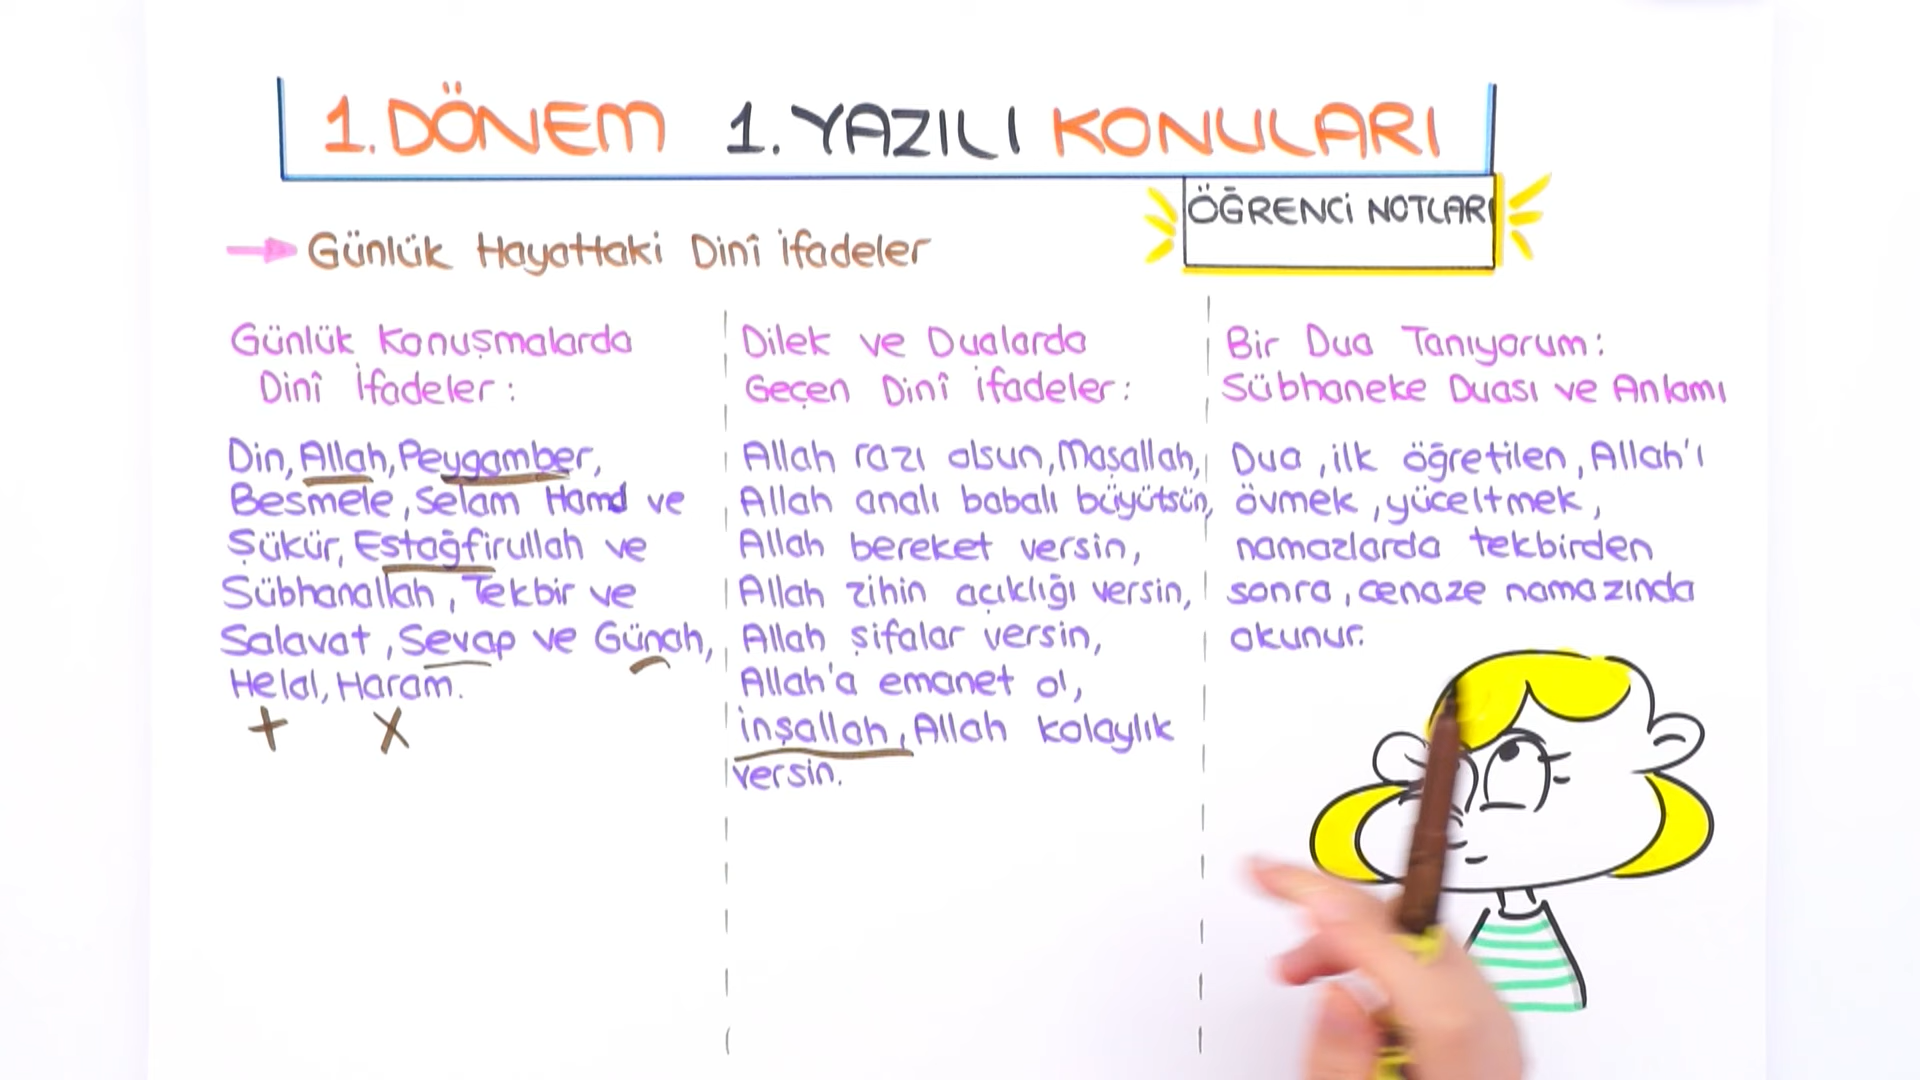 1.DÖNEM 1.YAZILI KONULARI
ÖĞRENCİ NOTLARI
Günlük Hayattaki Dinî İfadeler
Günlük Konuşmalarda
Dinî İfadeler:
Din, Allah, Peygamber,
Besmele, Selam Hamd ve
Şükür, Estağfirullah ve
Sübhanallah, Tekbir ve
Salavat, Sevap ve Günah,
Helal, Haram.
+ X
Dilek ve Dualarda
Geçen Dinî İfadeler:
Allah razı olsun, Maşallah,
Allah analı babalı büyütsün,
Allah bereket versin,
Allah zihin açıklığı versin,
Allah şifalar versin,
Allah'a emanet ol,
inşallah, Allah kolaylık
versin.
Bir Dua Tanıyorum:
Sübhaneke Duası ve Anlamı
Dua, ilk öğretilen, Allah'ı
övmek, yüceltmek,
namazlarda tekbirden
sonra, cenaze namazında
okunur.